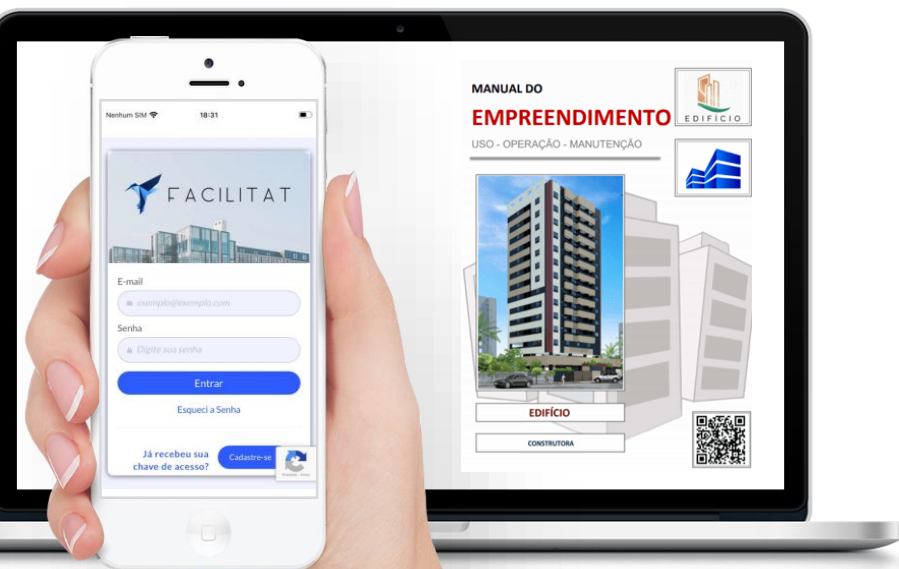 Nenhum SIM
18:31
FACILITAT
E-mail
exemplo@exemplo.com
Senha
Digite sua senha
Entrar
Esqueci a Senha
Já recebeu sua
chave de acesso?
Cadastre-se
MANUAL DO
EMPREENDIMENTO
USO - OPERAÇÃO - MANUTENÇÃO
EDIFÍCIO
EDIFÍCIO
CONSTRUTORA